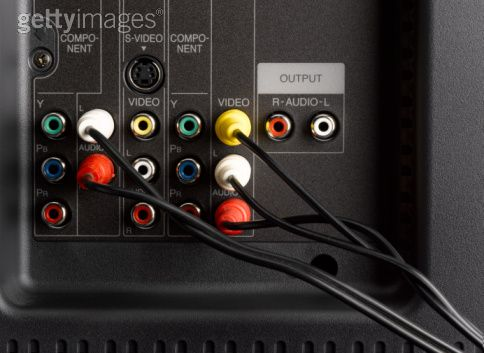 gettyimages®
COMPO-
NENT
S-VIDEO
COMPO-
NENT
OUTPUT
R-AUDIO-L
Y
L
VIDEO
Y
VIDEO
PB
AUDIO
L
PB
L
PR
PR
AUDIO
R